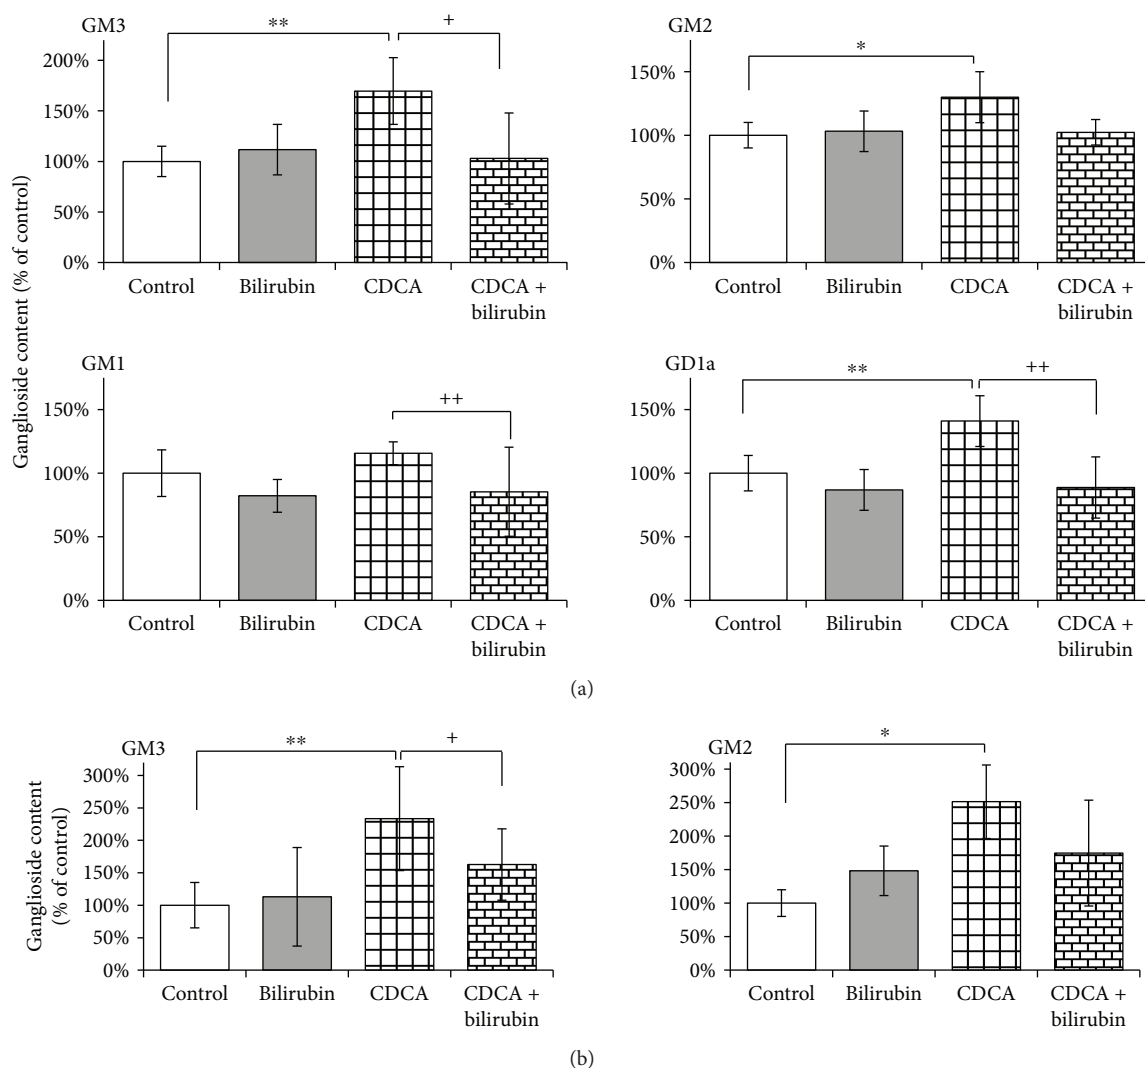 Ganglioside content (% of control)
GM3
**
+
200%
150%
100%
50%
0%
Control
Bilirubin
CDCA
CDCA +
bilirubin
GM2
*
150%
100%
50%
0%
Control
Bilirubin
CDCA
CDCA +
bilirubin
GM1
++
150%
100%
50%
0%
Control
Bilirubin
CDCA
CDCA +
bilirubin
GD1a
**
++
150%
100%
50%
0%
Control
Bilirubin
CDCA
CDCA +
bilirubin
(a)
Ganglioside content
(% of control)
GM3
**
+
300%
250%
200%
150%
100%
50%
0%
Control
Bilirubin
CDCA
CDCA +
bilirubin
GM2
*
300%
250%
200%
150%
100%
50%
0%
Control
Bilirubin
CDCA
CDCA +
bilirubin
(b)